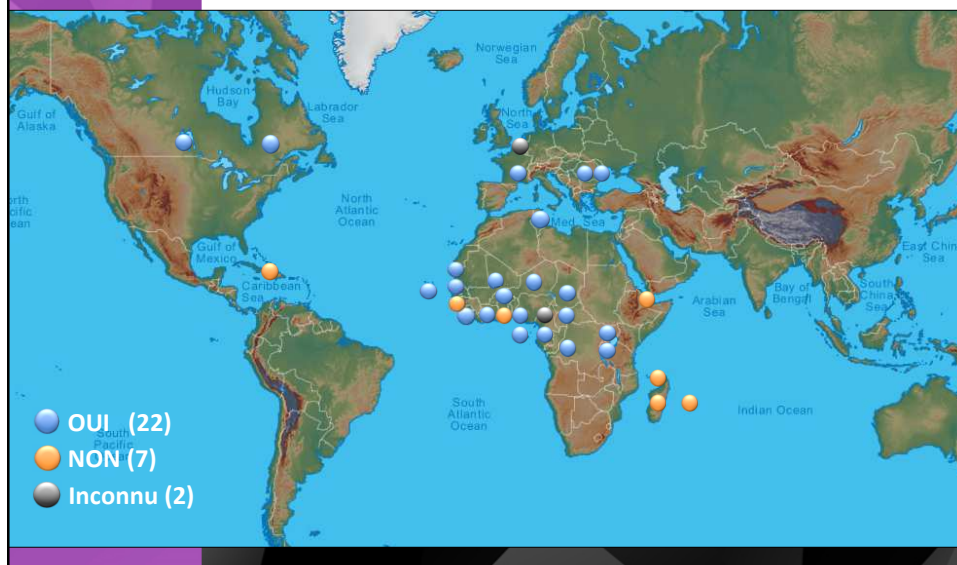 Norwegian
Sea
Hudson
Bay
Labrador
Sea
Gulf of
Alaska
North
Sea
North
Atlantic
Ocean
Med. Sea
Gulf of
Mexico
Caribbean
Sea
Arabian
Sea
Bay of
Bengal
South
China
Sea
East Chin
Sea
South
Atlantic
Ocean
Indian Ocean
South
Pacific
OUI (22)
NON (7)
Inconnu (2)